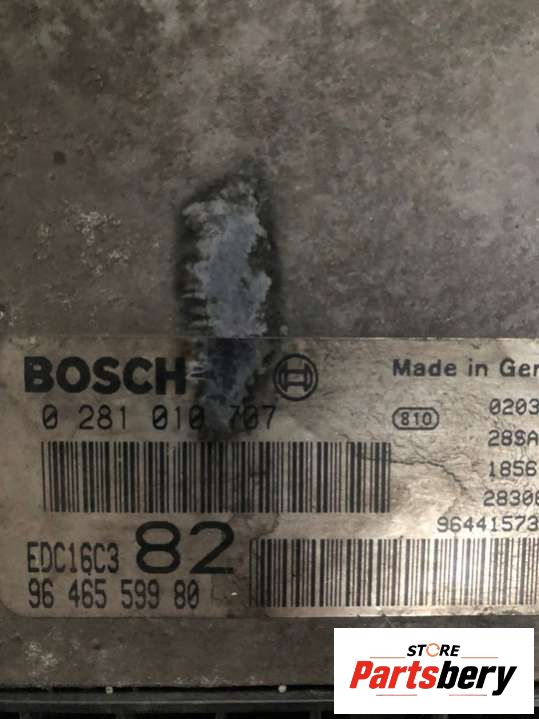 BOSCH
Made in Ger
0 281 010 707
810
0203
28SA
1856
28308
96441573
EDC16C3 82
96 465 599 80
STORE
Partsbery